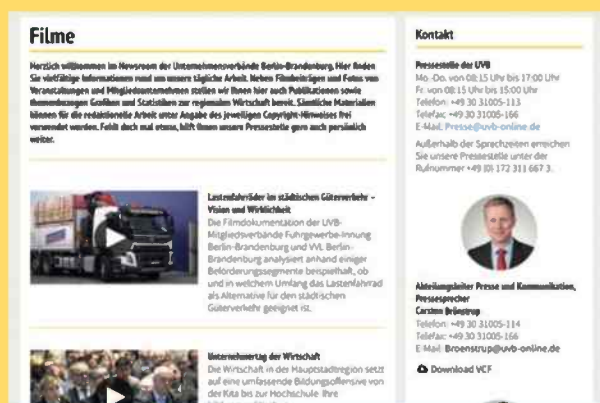 Filme
Herzlich willkommen im Newsroom der Unternehmensverbände Berlin-Brandenburg. Hier finden
Sie vielfältige Informationen rund um unsere tägliche Arbeit. Neben Filmbeiträgen und Fotos von
Veranstaltungen und Mitgliedsunternehmen stellen wir Ihnen hier auch Publikationen sowie
themenbezogen Grafiken und Statistiken zur regionalen Wirtschaft bereit. Sämtliche Materialien
können für die redaktionelle Arbeit unter Angabe des jeweiligen Copyright-Hinweises frei
verwendet werden. Fehlt doch mal etwas, hilft Ihnen unsere Pressestelle gern auch persönlich
weiter.
Lastenfahrräder im städtischen Güterverkehr –
Vision und Wirklichkeit
Die Filmdokumentation der UVB-
Mitgliedsverbände Fuhrgewerbe-Innung
Berlin-Brandenburg und VVL Berlin-
Brandenburg analysiert anhand einiger
Beförderungssegmente beispielhaft, ob
und in welchem Umfang das Lastenfahrrad
als Alternative für den städtischen
Güterverkehr geeignet ist.
Unternehmertag der Wirtschaft
Die Wirtschaft in der Hauptstadtregion setzt
auf eine umfassende Bildungsoffensive von
der Kita bis zur Hochschule. Ihre
Kontakt
Pressestelle der UVB
Mo.-Do. von 08:15 Uhr bis 17:00 Uhr
Fr. von 08:15 Uhr bis 15:00 Uhr
Telefon: +49 30 31005-113
Telefax: +49 30 31005-166
E-Mail: Presse@uvb-online.de
Außerhalb der Sprechzeiten erreichen
Sie unsere Pressestelle unter der
Rufnummer +49 (0) 172 311 667 3.
Abteilungsleiter Presse und Kommunikation,
Pressesprecher
Carsten Brönstrup
Telefon: +49 30 31005-114
Telefax: +49 30 31005-166
E-Mail: Broenstrup@uvb-online.de
Download VCF